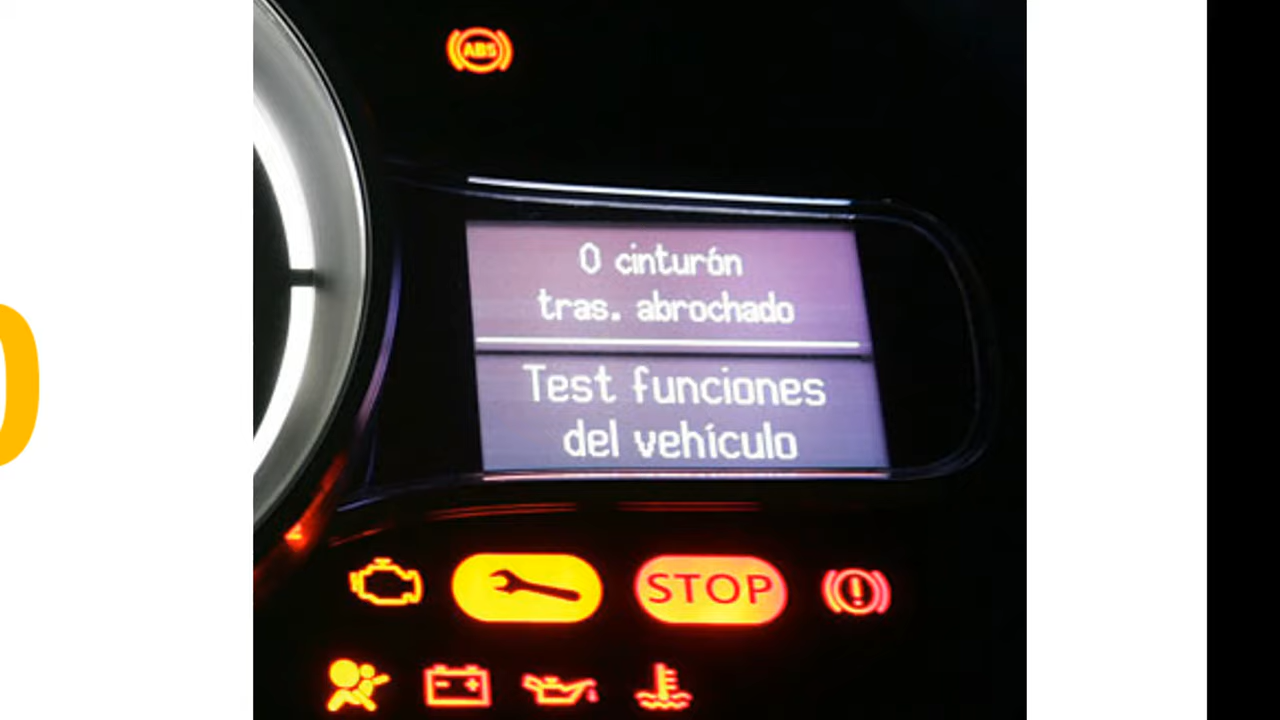 ABS
0 cinturón
tras. abrochado
Test funciones
del vehículo
STOP